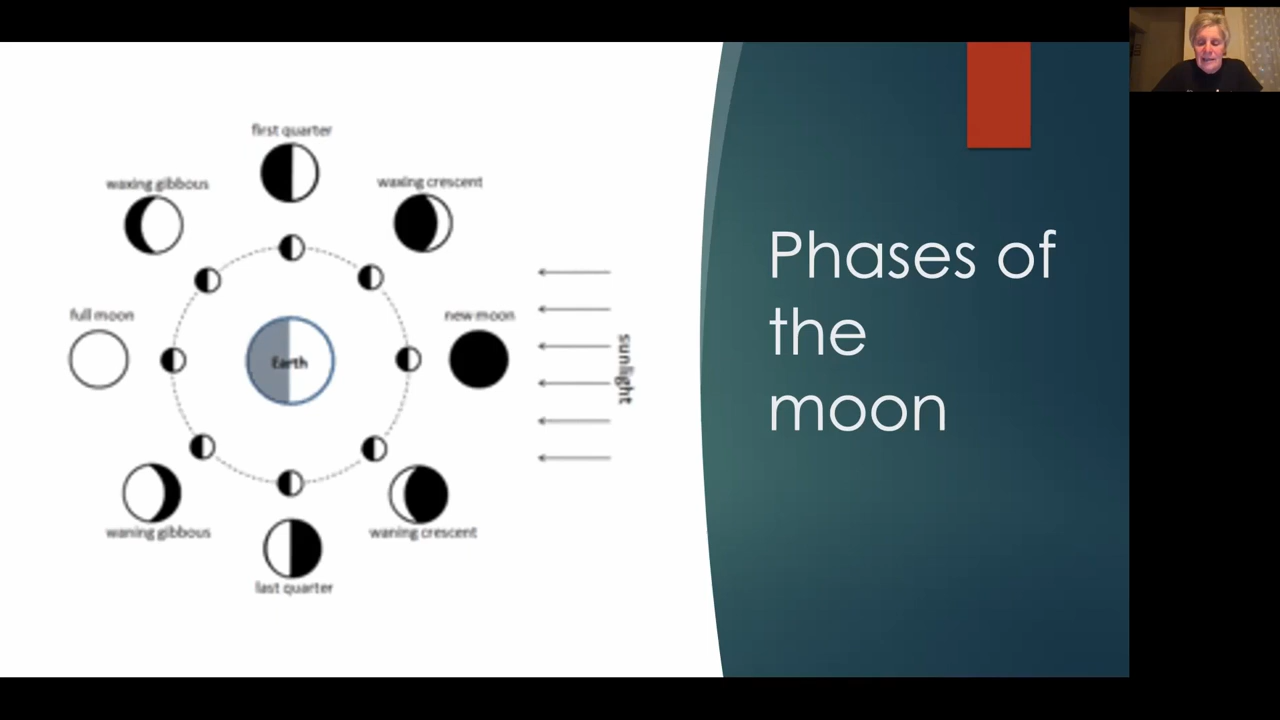 first quarter
waxing gibbous
waxing crescent
full moon
new moon
Earth
sunlight
waning gibbous
waning crescent
last quarter
Phases of
the
moon